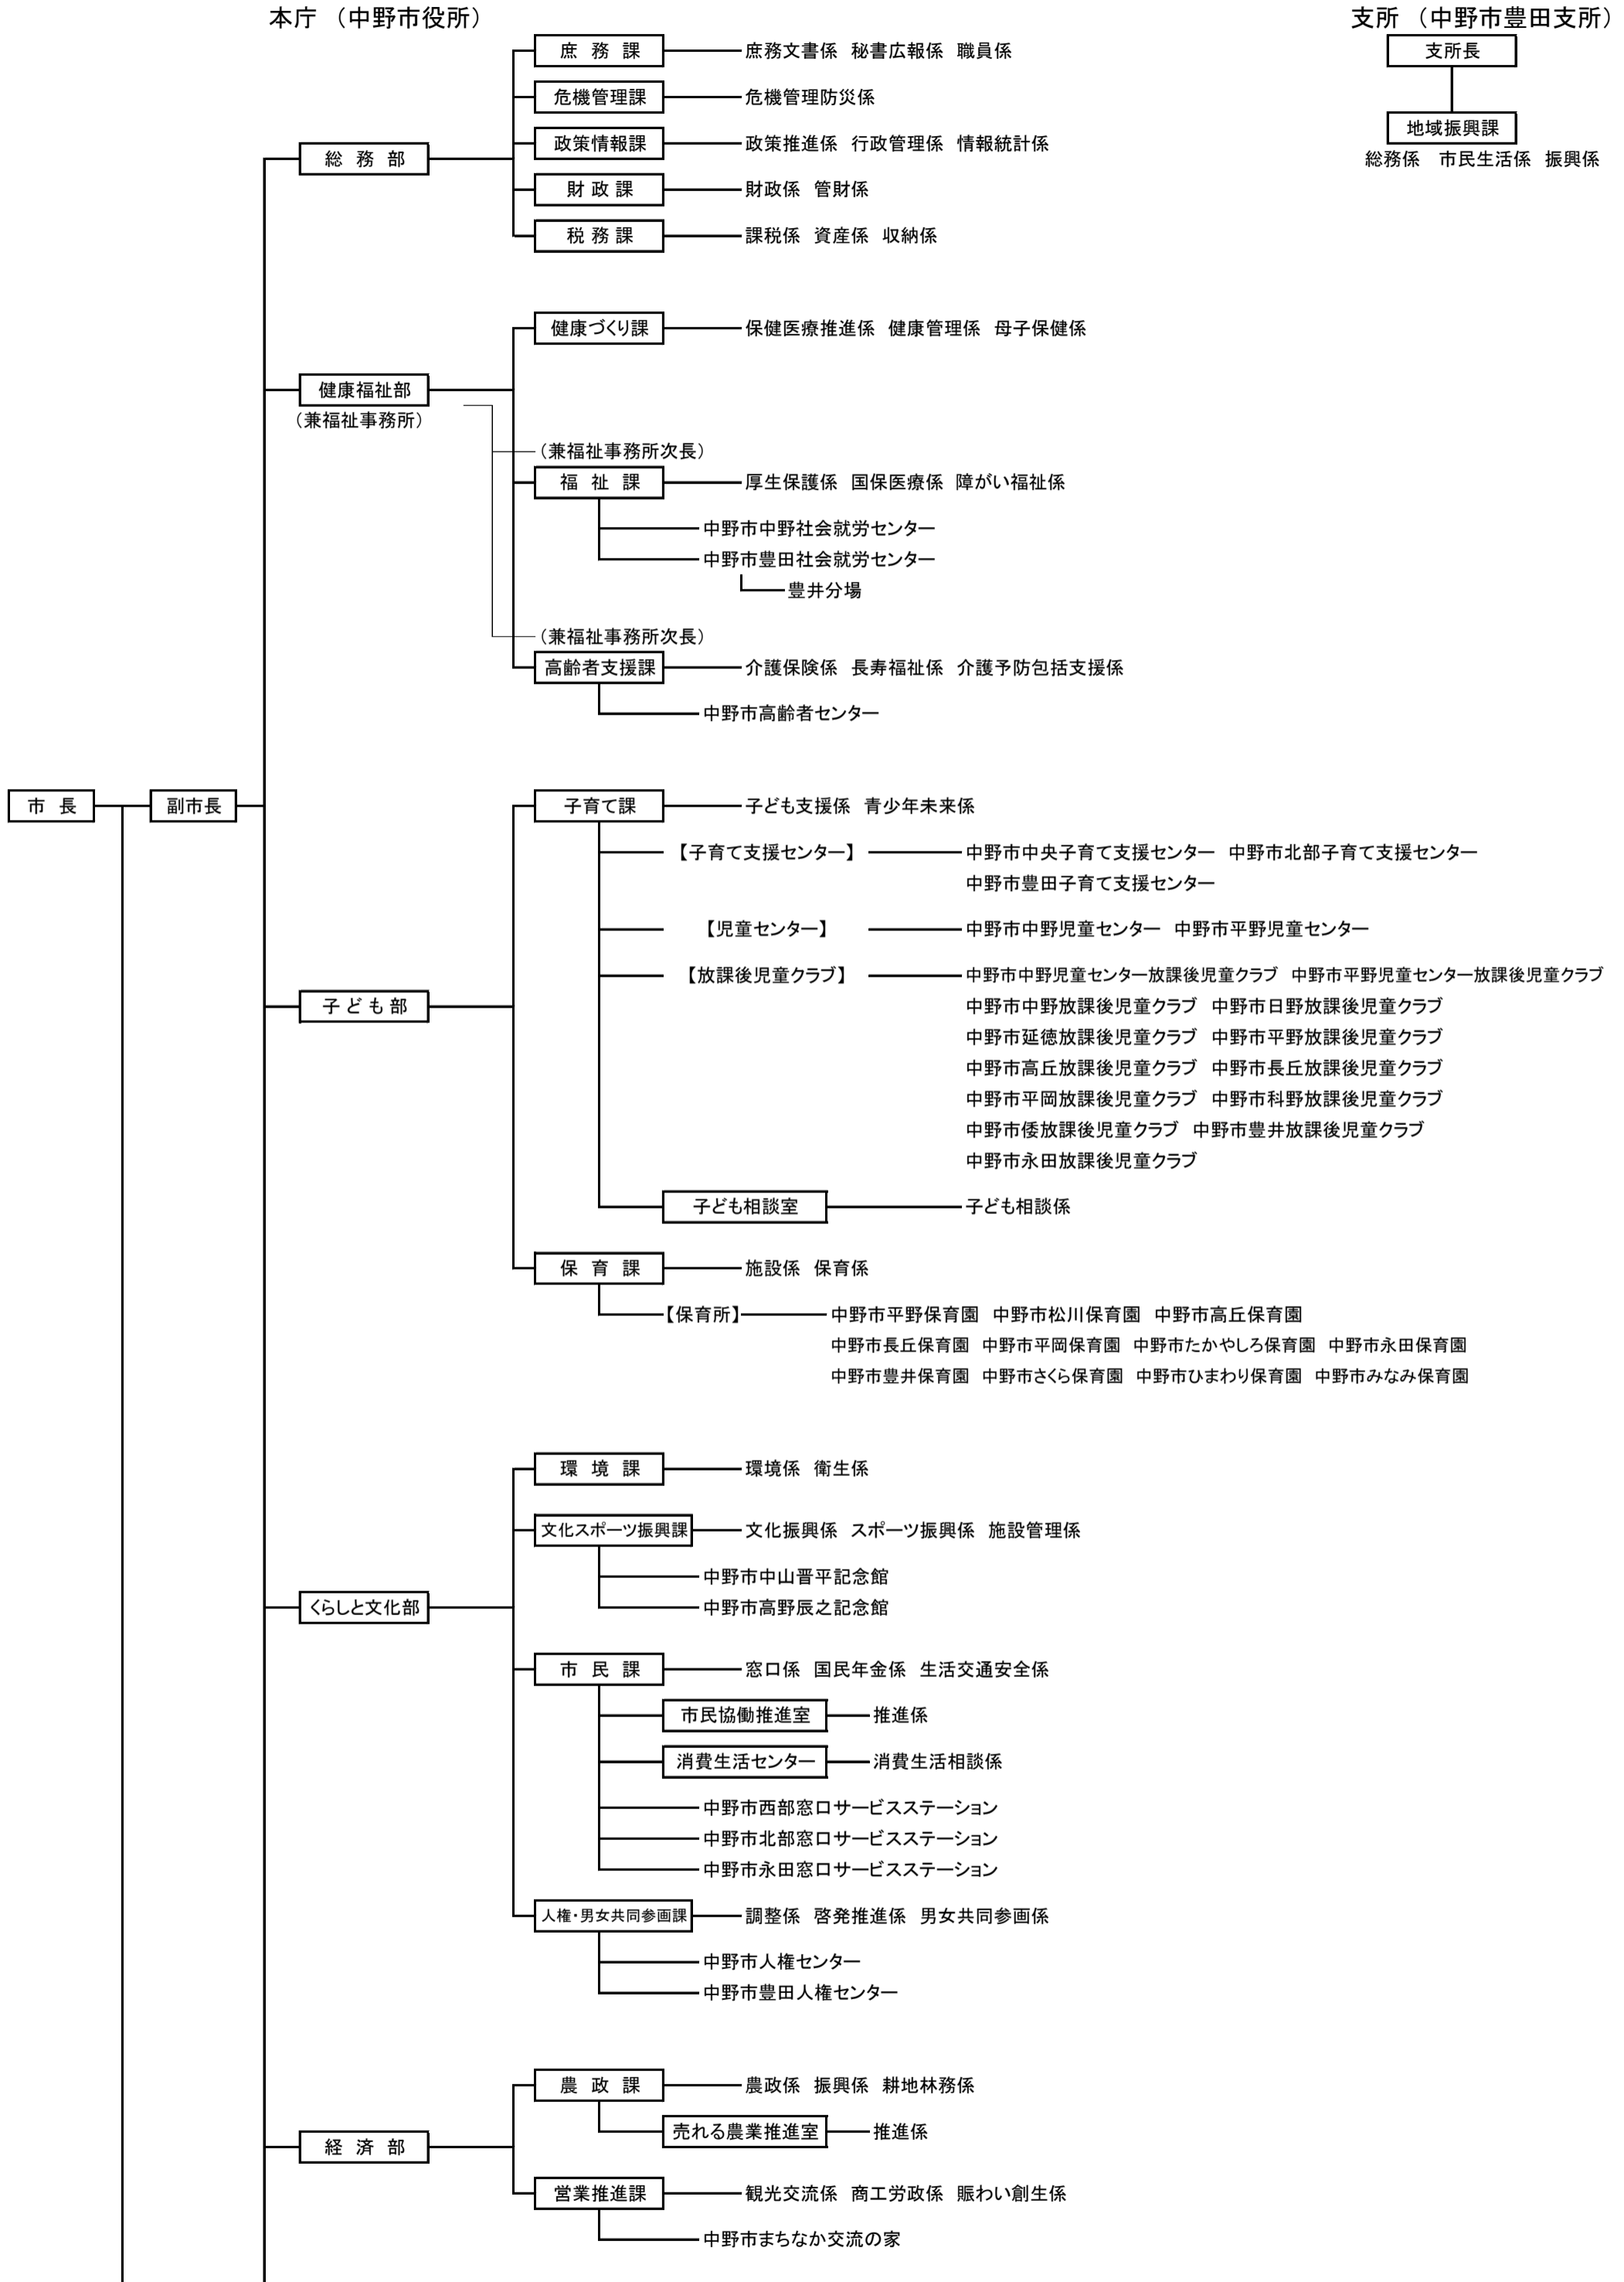 本庁 （中野市役所）
支所 （中野市豊田支所）
支所長
地域振興課
総務係 市民生活係 振興係
市 長
副市長
総 務 部
庶 務 課 庶務文書係 秘書広報係 職員係
危機管理課 危機管理防災係
政策情報課 政策推進係 行政管理係 情報統計係
財 政 課 財政係 管財係
税 務 課 課税係 資産係 収納係
健康福祉部
（兼福祉事務所）
健康づくり課 保健医療推進係 健康管理係 母子保健係
（兼福祉事務所次長）
福 祉 課 厚生保護係 国保医療係 障がい福祉係
中野市中野社会就労センター
中野市豊田社会就労センター
豊井分場
（兼福祉事務所次長）
高齢者支援課 介護保険係 長寿福祉係 介護予防包括支援係
中野市高齢者センター
子 ど も 部
子育て課 子ども支援係 青少年未来係
【子育て支援センター】 中野市中央子育て支援センター 中野市北部子育て支援センター
中野市豊田子育て支援センター
【児童センター】 中野市中野児童センター 中野市平野児童センター
【放課後児童クラブ】 中野市中野児童センター放課後児童クラブ 中野市平野児童センター放課後児童クラブ
中野市中野放課後児童クラブ 中野市日野放課後児童クラブ
中野市延徳放課後児童クラブ 中野市平野放課後児童クラブ
中野市高丘放課後児童クラブ 中野市長丘放課後児童クラブ
中野市平岡放課後児童クラブ 中野市科野放課後児童クラブ
中野市倭放課後児童クラブ 中野市豊井放課後児童クラブ
中野市永田放課後児童クラブ
子ども相談室 子ども相談係
保 育 課 施設係 保育係
【保育所】 中野市平野保育園 中野市松川保育園 中野市高丘保育園
中野市長丘保育園 中野市平岡保育園 中野市たかやしろ保育園 中野市永田保育園
中野市豊井保育園 中野市さくら保育園 中野市ひまわり保育園 中野市みなみ保育園
くらしと文化部
環 境 課 環境係 衛生係
文化スポーツ振興課 文化振興係 スポーツ振興係 施設管理係
中野市中山晋平記念館
中野市高野辰之記念館
市 民 課 窓口係 国民年金係 生活交通安全係
市民協働推進室 推進係
消費生活センター 消費生活相談係
中野市西部窓口サービスステーション
中野市北部窓口サービスステーション
中野市永田窓口サービスステーション
人権・男女共同参画課 調整係 啓発推進係 男女共同参画係
中野市人権センター
中野市豊田人権センター
経 済 部
農 政 課 農政係 振興係 耕地林務係
売れる農業推進室 推進係
営業推進課 観光交流係 商工労政係 賑わい創生係
中野市まちなか交流の家